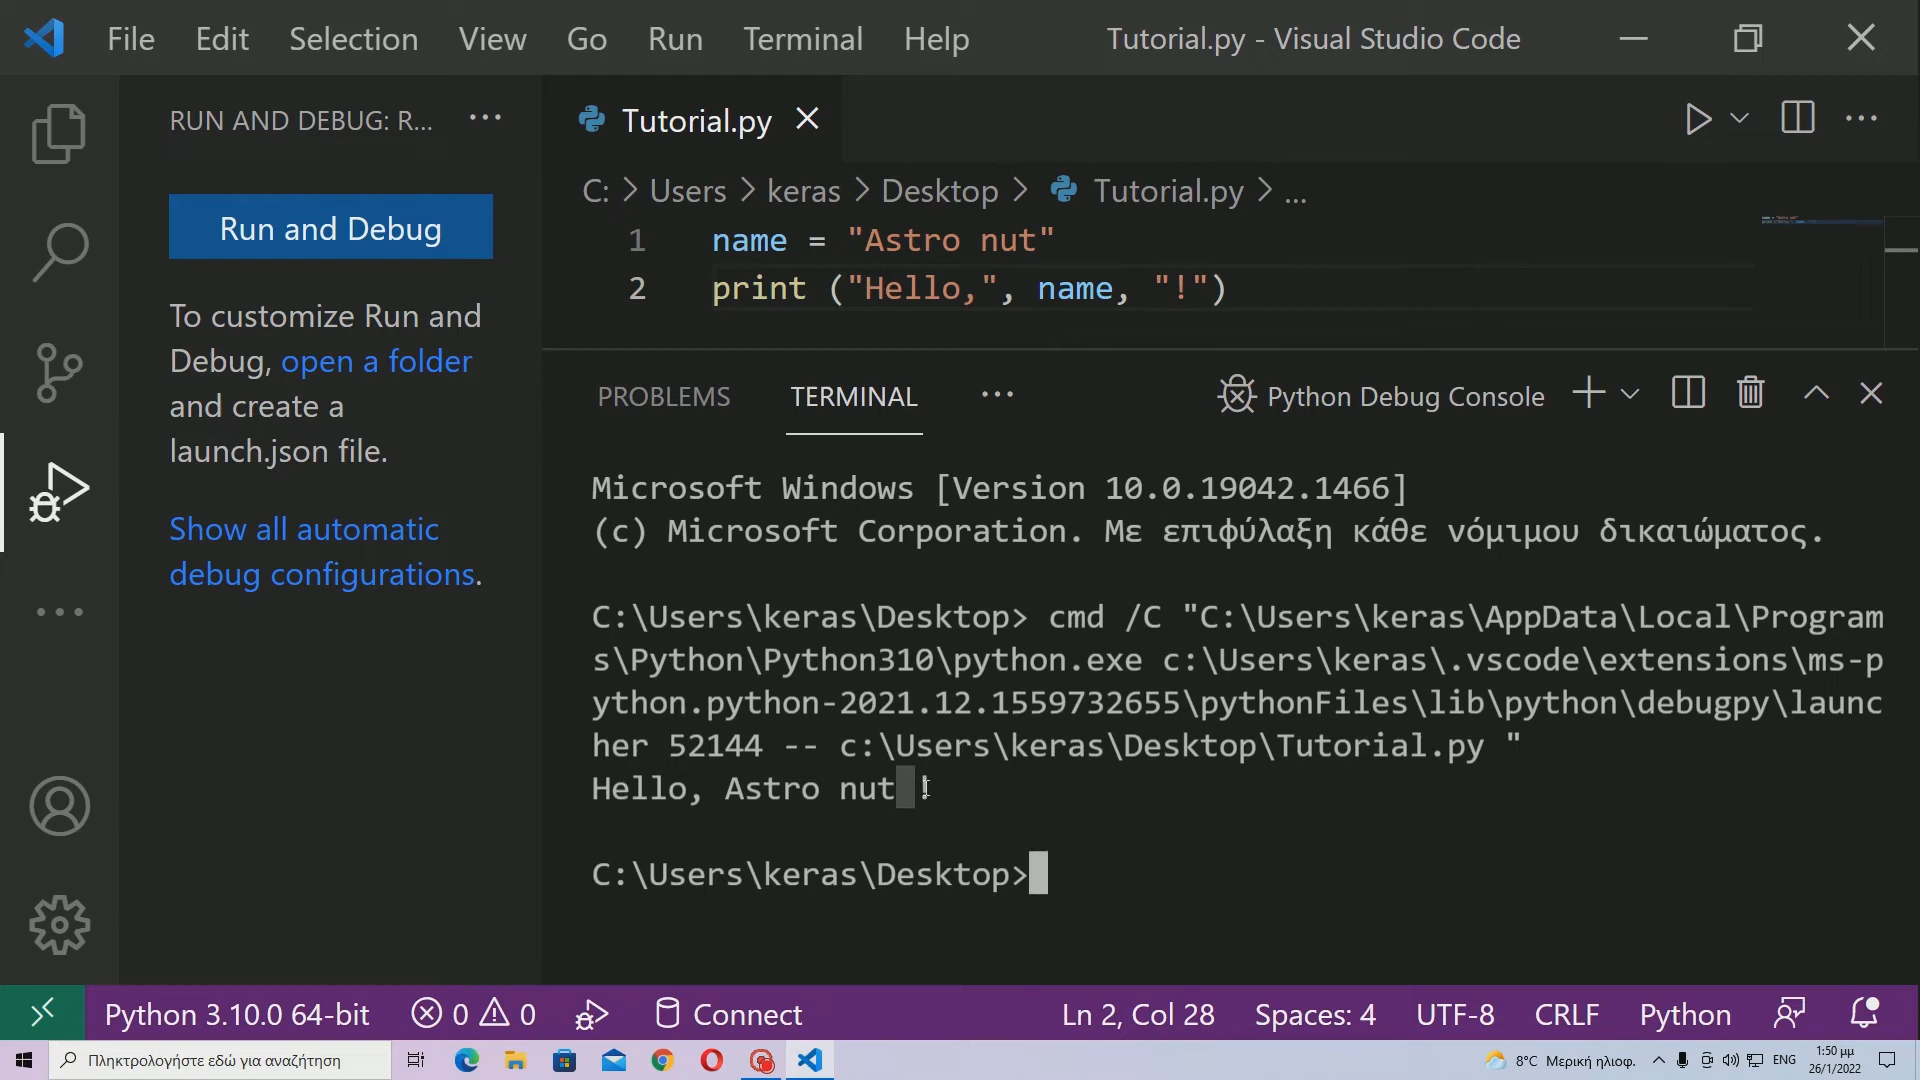 File Edit Selection View Go Run Terminal Help Tutorial.py - Visual Studio Code
RUN AND DEBUG: R... ···
Run and Debug
To customize Run and
Debug, open a folder
and create a
launch.json file.
Show all automatic
debug configurations.
Tutorial.py
C: > Users > keras > Desktop > Tutorial.py > ...
1 name = "Astro nut"
2 print ("Hello,", name, "!")
PROBLEMS TERMINAL ··· Python Debug Console
Microsoft Windows [Version 10.0.19042.1466]
(c) Microsoft Corporation. Με επιφύλαξη κάθε νόμιμου δικαιώματος.
C:\Users\keras\Desktop> cmd /C "C:\Users\keras\AppData\Local\Program
s\Python\Python310\python.exe c:\Users\keras\.vscode\extensions\ms-p
ython.python-2021.12.1559732655\pythonFiles\lib\python\debugpy\launc
her 52144 -- c:\Users\keras\Desktop\Tutorial.py "
Hello, Astro nut !
C:\Users\keras\Desktop>
Python 3.10.0 64-bit 0 0 Connect Ln 2, Col 28 Spaces: 4 UTF-8 CRLF Python
Πληκτρολογήστε εδώ για αναζήτηση 8°C Μερική ηλιοφ. ENG 1:50 μμ
26/1/2022